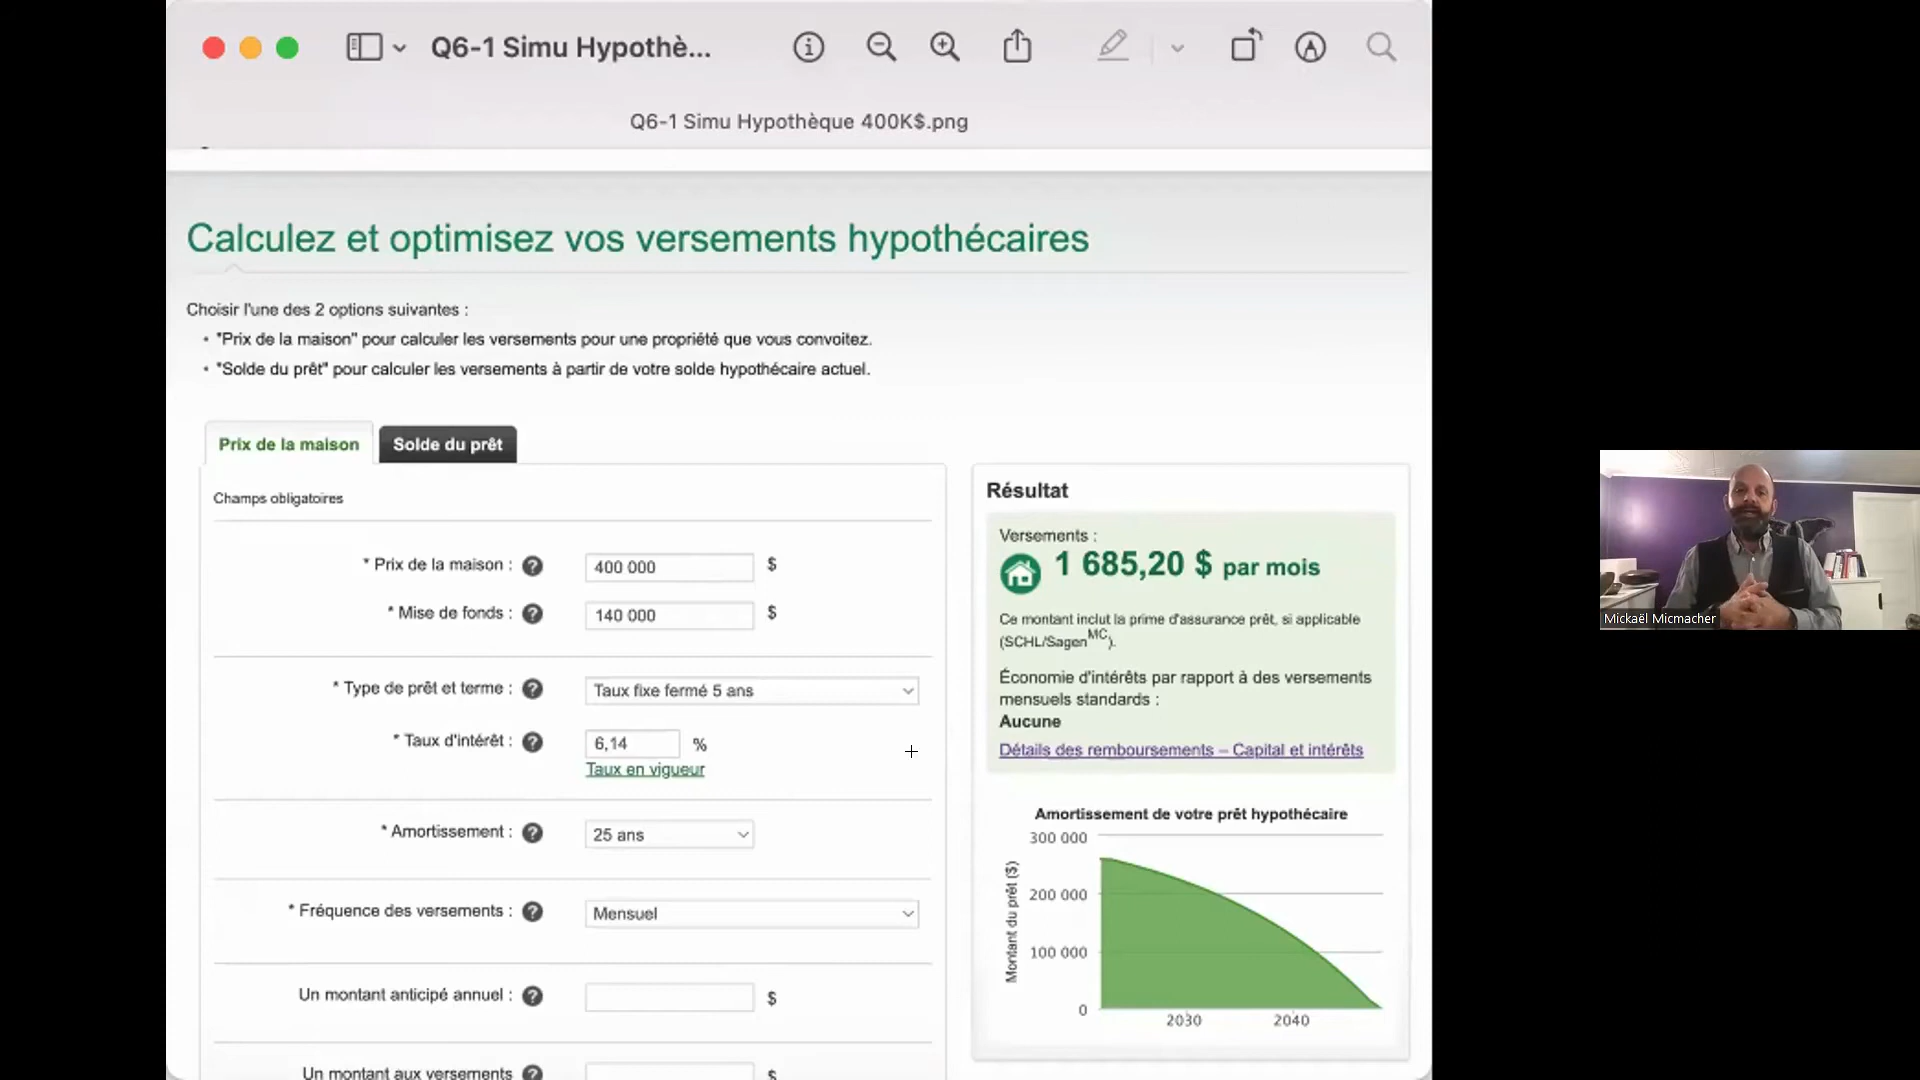 Q6-1 Simu Hypothè...
Q6-1 Simu Hypothèque 400K$.png
Calculez et optimisez vos versements hypothécaires
Choisir l'une des 2 options suivantes :
• "Prix de la maison" pour calculer les versements pour une propriété que vous convoitez.
• "Solde du prêt" pour calculer les versements à partir de votre solde hypothécaire actuel.
Prix de la maison
Solde du prêt
Champs obligatoires
* Prix de la maison : ? 400 000 $
* Mise de fonds : ? 140 000 $
* Type de prêt et terme : ? Taux fixe fermé 5 ans
* Taux d'intérêt : ? 6,14 %
Taux en vigueur
* Amortissement : ? 25 ans
* Fréquence des versements : ? Mensuel
Un montant anticipé annuel : ? $
Un montant aux versements ? $
Résultat
Versements :
1 685,20 $ par mois
Ce montant inclut la prime d'assurance prêt, si applicable
(SCHL/Sagen MC).
Économie d'intérêts par rapport à des versements
mensuels standards :
Aucune
Détails des remboursements – Capital et intérêts
Amortissement de votre prêt hypothécaire
Montant du prêt ($)
300 000
200 000
100 000
0
2030 2040
Mickaël Micmacher